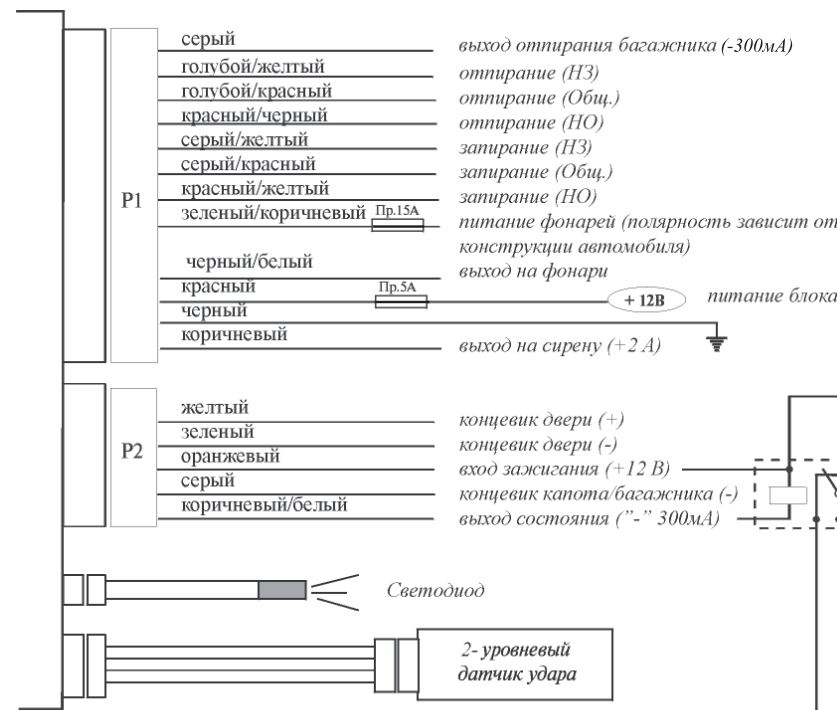 серый выход отпирания багажника (-300мА)
голубой/желтый отпирание (НЗ)
голубой/красный отпирание (Общ.)
красный/черный отпирание (НО)
серый/желтый запирание (НЗ)
серый/красный запирание (Общ.)
P1 красный/желтый запирание (НО)
зеленый/коричневый Пр.15А питание фонарей (полярность зависит от
конструкции автомобиля)
черный/белый выход на фонари
красный Пр.5А + 12В питание блока
черный
коричневый выход на сирену (+2 А)
желтый концевик двери (+)
зеленый концевик двери (-)
P2 оранжевый вход зажигания (+12 В)
серый концевик капота/багажника (-)
коричневый/белый выход состояния ("-" 300мА)
Светодиод
2- уровневый
датчик удара